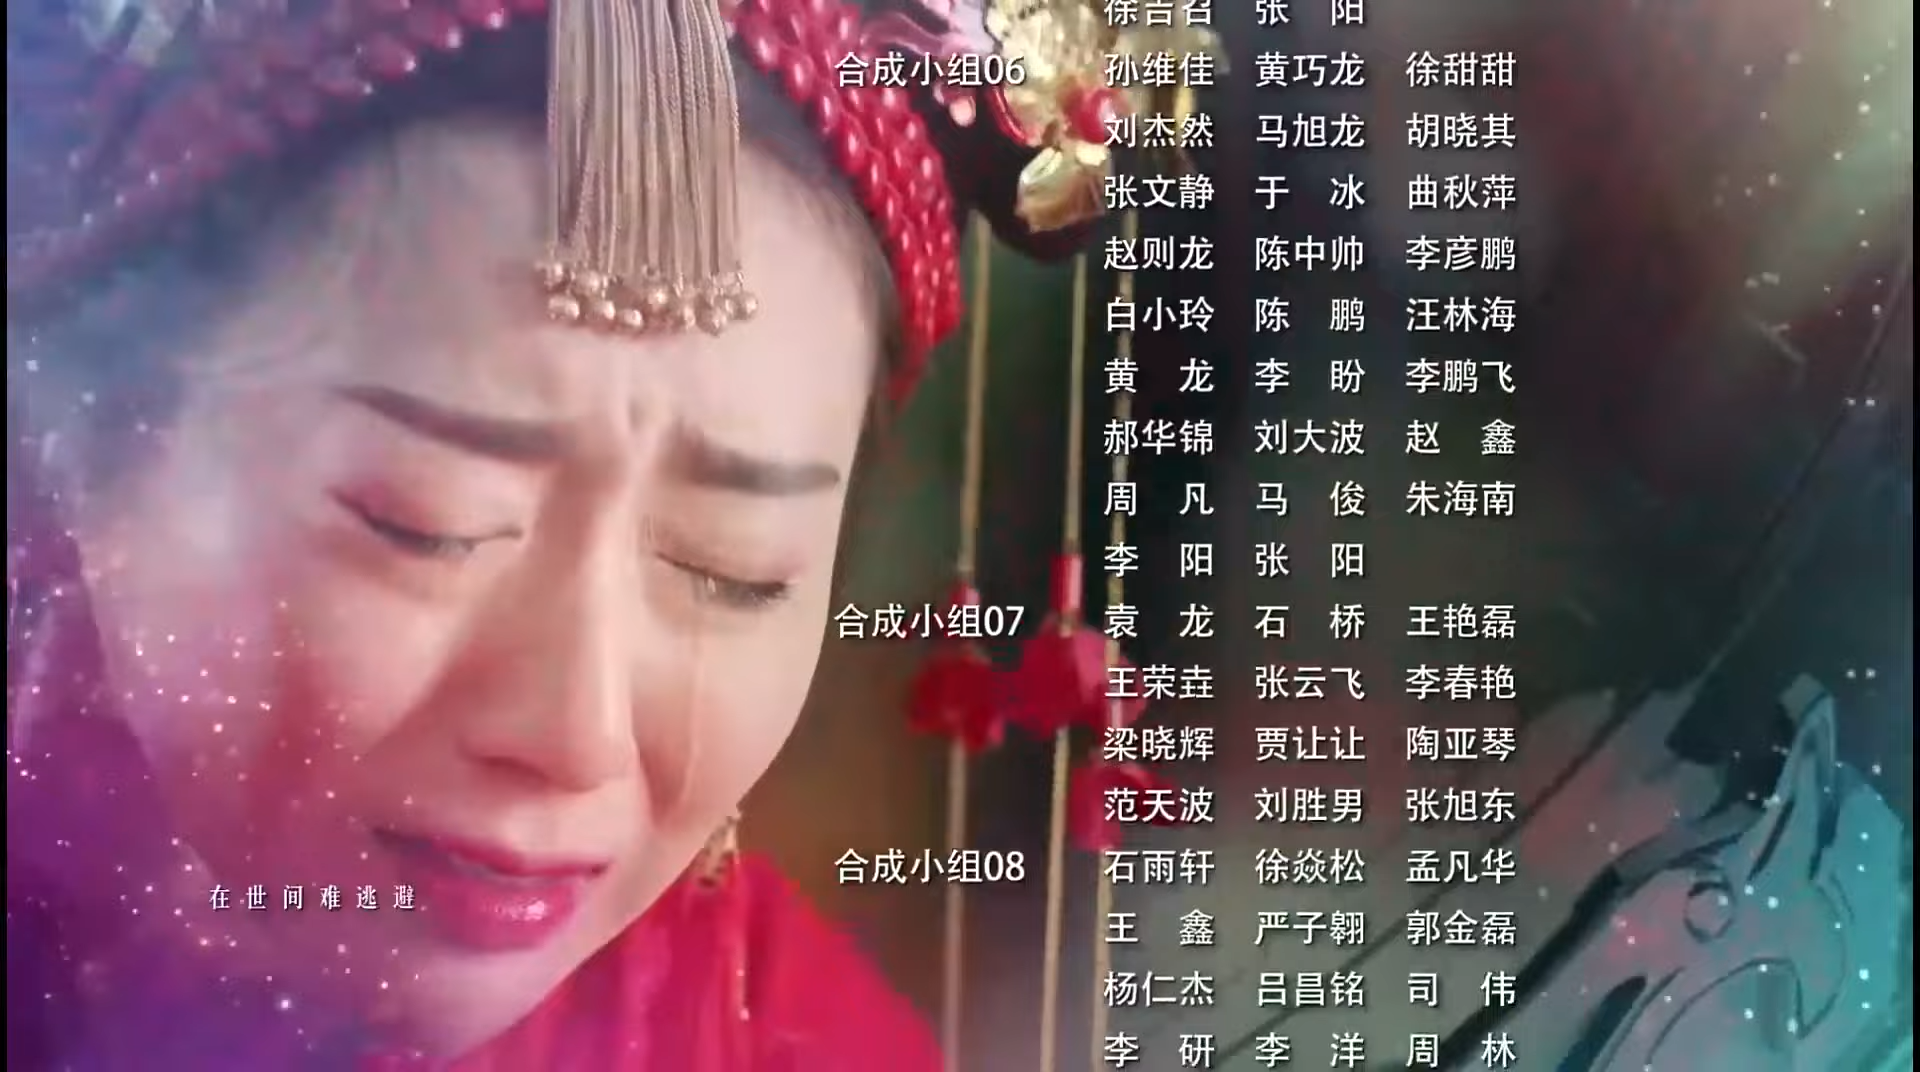 徐吉召 张 阳
合成小组06 孙维佳 黄巧龙 徐甜甜
刘杰然 马旭龙 胡晓其
张文静 于 冰 曲秋萍
赵则龙 陈中帅 李彦鹏
白小玲 陈 鹏 汪林海
黄 龙 李 盼 李鹏飞
郝华锦 刘大波 赵 鑫
周 凡 马 俊 朱海南
李 阳 张 阳
合成小组07 袁 龙 石 桥 王艳磊
王荣垚 张云飞 李春艳
梁晓辉 贾让让 陶亚琴
范天波 刘胜男 张旭东
合成小组08 石雨轩 徐焱松 孟凡华
在世间难逃避
王 鑫 严子翱 郭金磊
杨仁杰 吕昌铭 司 伟
李 研 李 洋 周 林